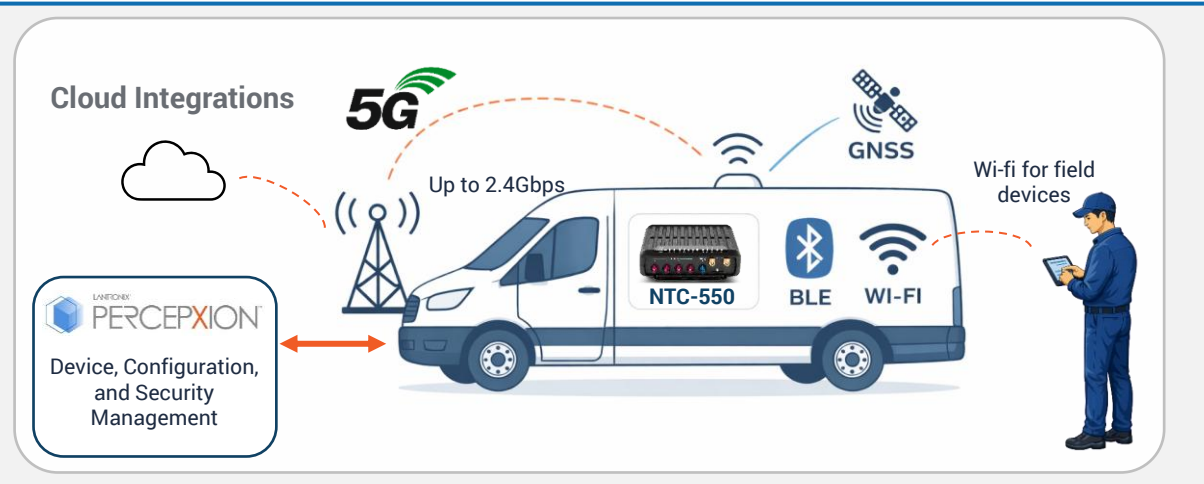 Cloud Integrations
5G
Up to 2.4Gbps
GNSS
Wi-fi for field
devices
NTC-550
BLE
WI-FI
LANTRONIX
PERCEPXION
Device, Configuration,
and Security
Management